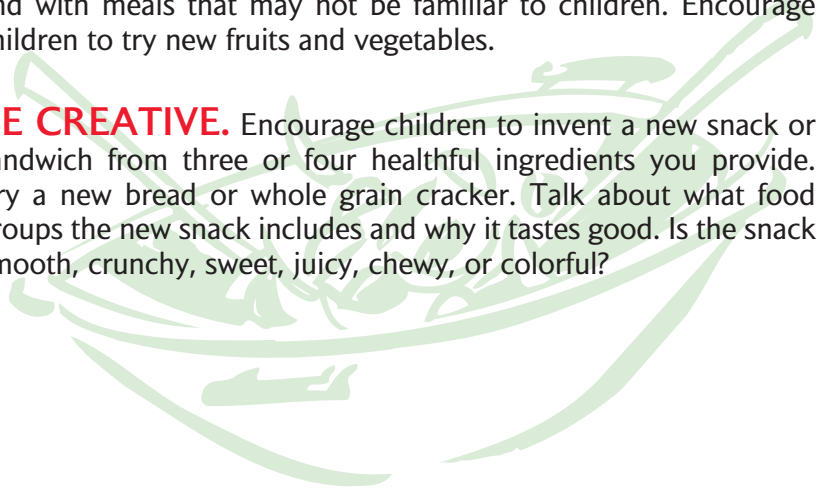 nd with meals that may not be familiar to children. Encourage
hildren to try new fruits and vegetables.
E CREATIVE. Encourage children to invent a new snack or
andwich from three or four healthful ingredients you provide.
ry a new bread or whole grain cracker. Talk about what food
roups the new snack includes and why it tastes good. Is the snack
mooth, crunchy, sweet, juicy, chewy, or colorful?